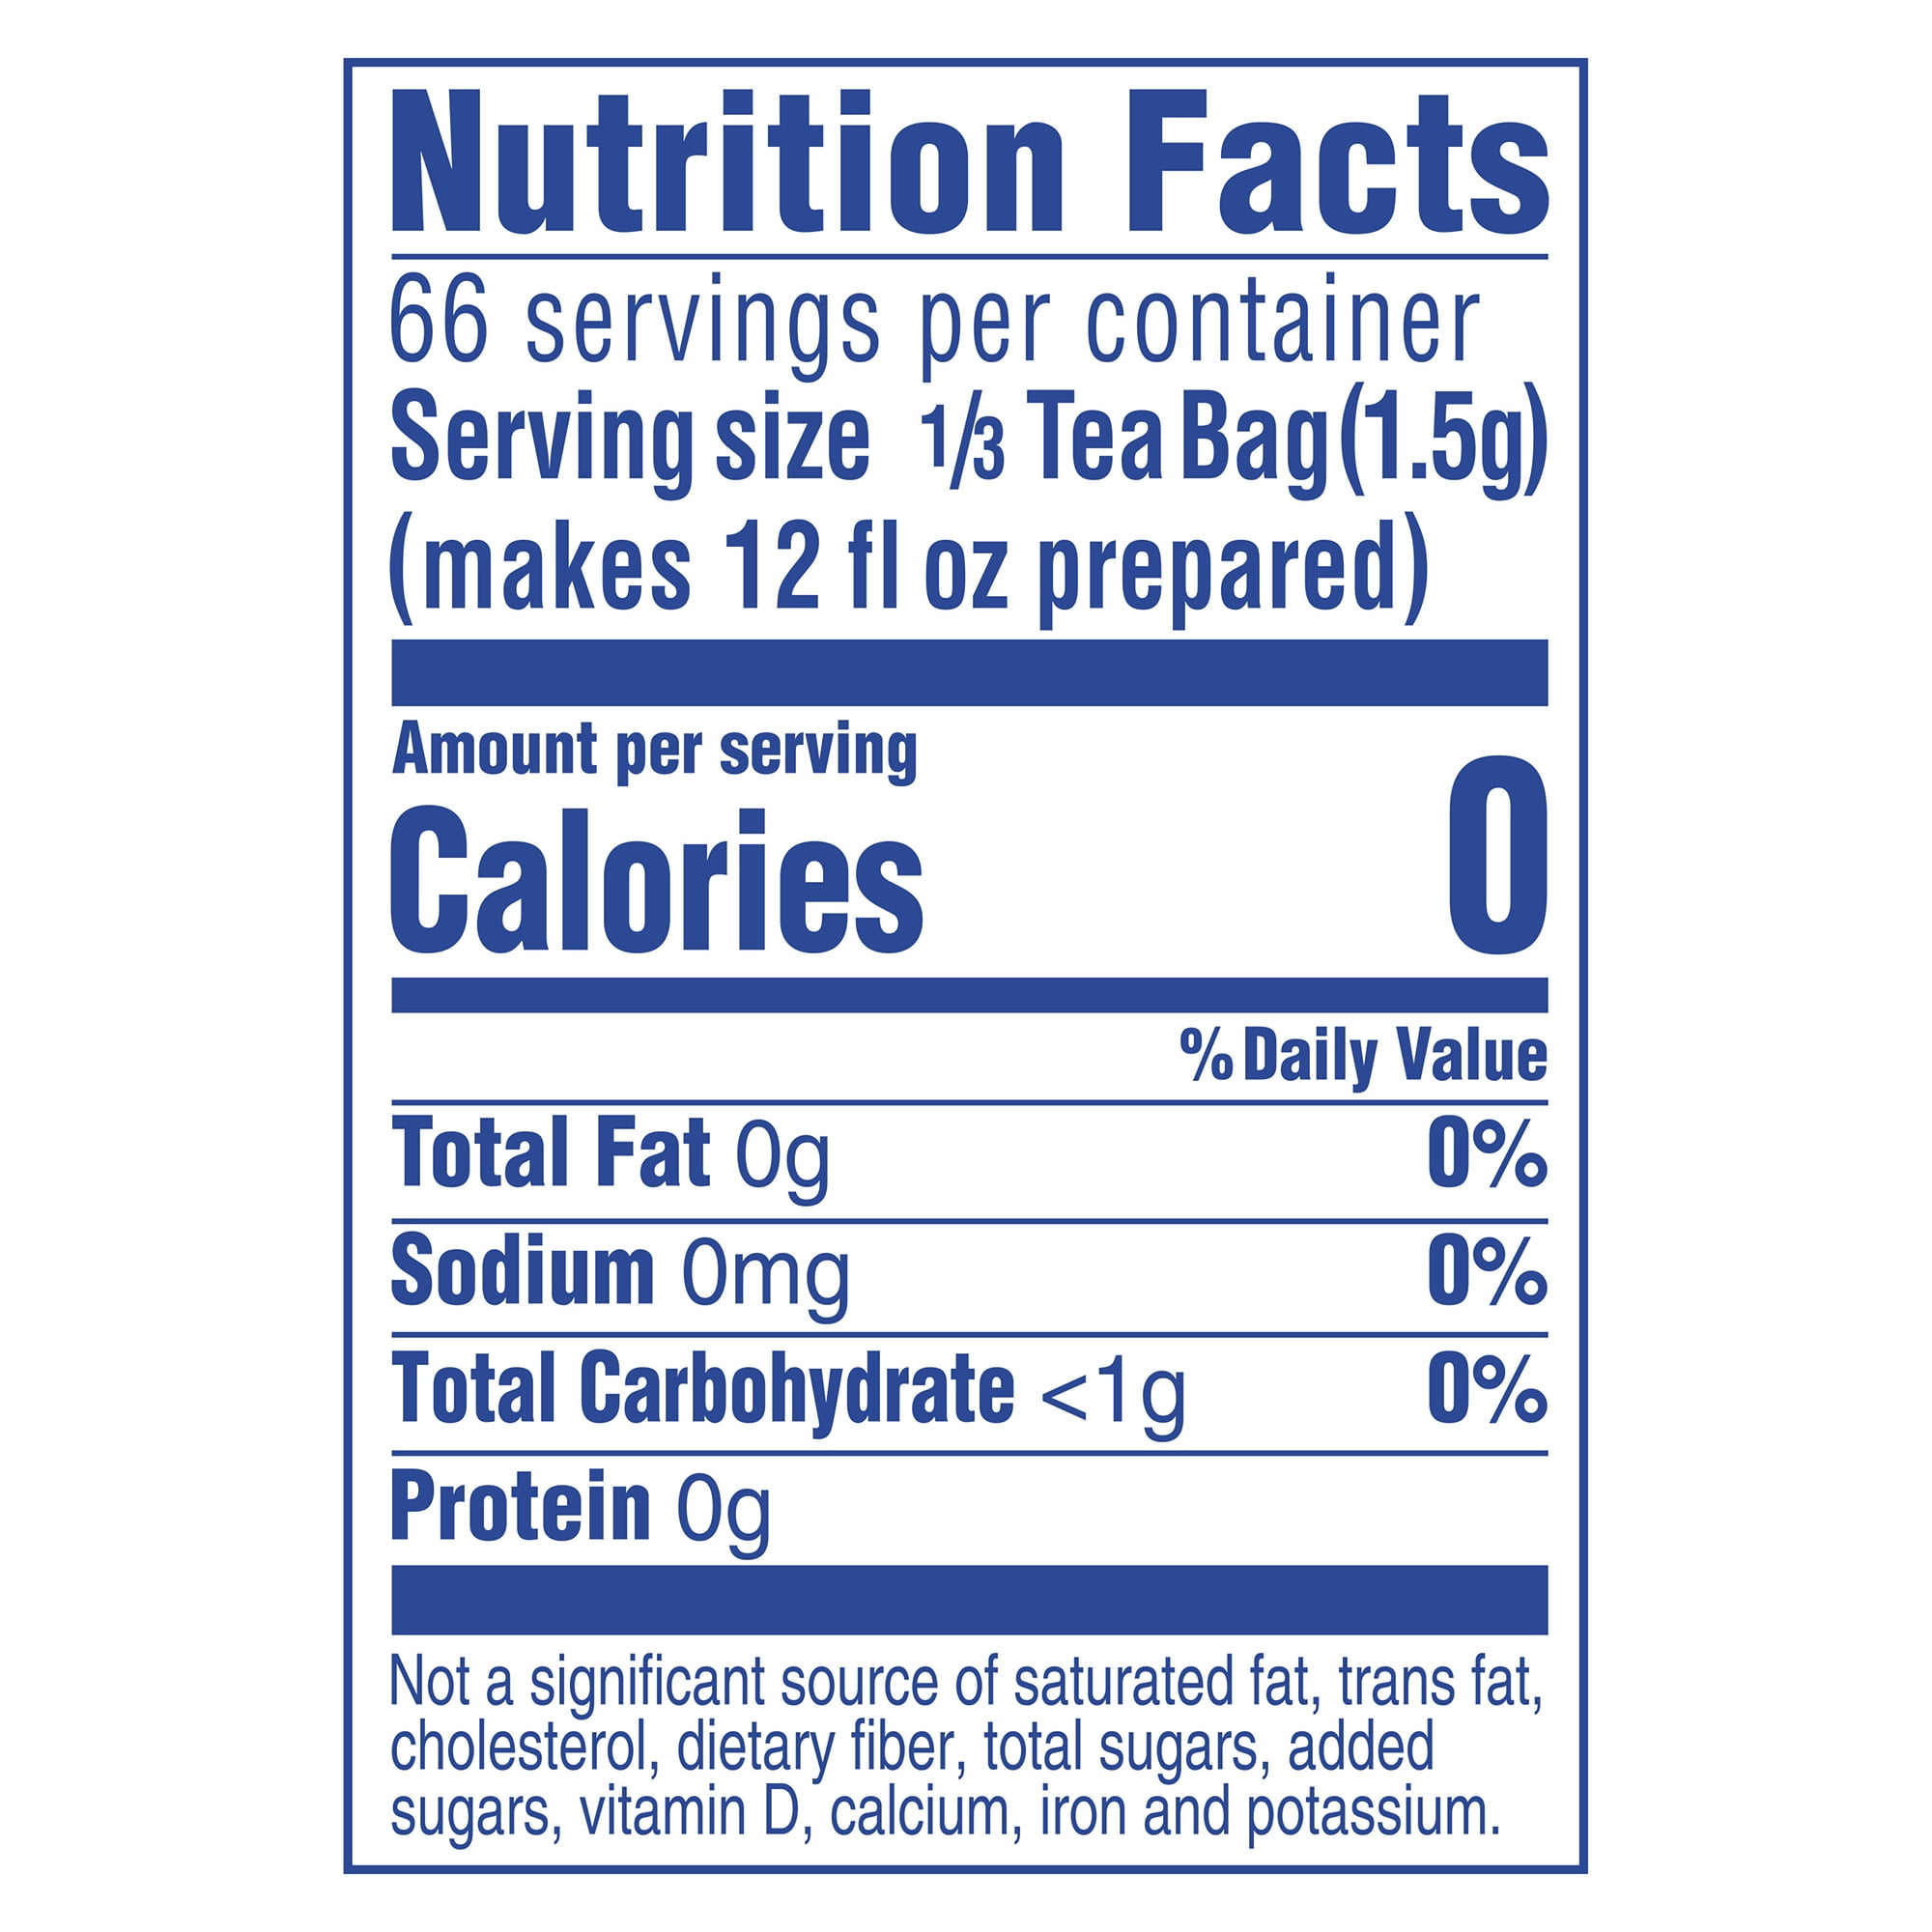 Nutrition Facts
66 servings per container
Serving size 1/3 Tea Bag (1.5g)
(makes 12 fl oz prepared)
Amount per serving
Calories 0
% Daily Value
Total Fat 0g 0%
Sodium 0mg 0%
Total Carbohydrate <1g 0%
Protein 0g
Not a significant source of saturated fat, trans fat,
cholesterol, dietary fiber, total sugars, added
sugars, vitamin D, calcium, iron and potassium.